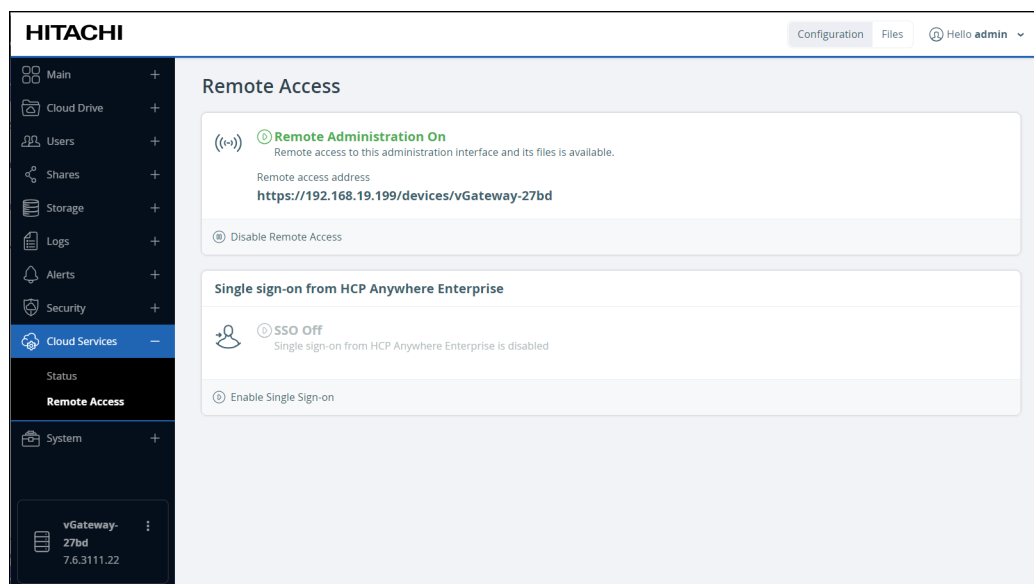 HITACHI
Configuration Files Hello admin
Main
Cloud Drive
Users
Shares
Storage
Logs
Alerts
Security
Cloud Services
Status
Remote Access
System
vGateway-
27bd
7.6.3111.22
Remote Access
Remote Administration On
Remote access to this administration interface and its files is available.
Remote access address
https://192.168.19.199/devices/vGateway-27bd
Disable Remote Access
Single sign-on from HCP Anywhere Enterprise
SSO Off
Single sign-on from HCP Anywhere Enterprise is disabled
Enable Single Sign-on